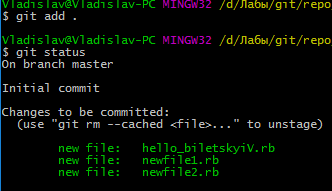 Vladislav@Vladislav-PC MINGW32 /d/Лабы/git/repo
$ git add .
Vladislav@Vladislav-PC MINGW32 /d/Лабы/git/repo
$ git status
On branch master
Initial commit
Changes to be committed:
(use "git rm --cached <file>..." to unstage)
new file: hello_biletskyiV.rb
new file: newfile1.rb
new file: newfile2.rb